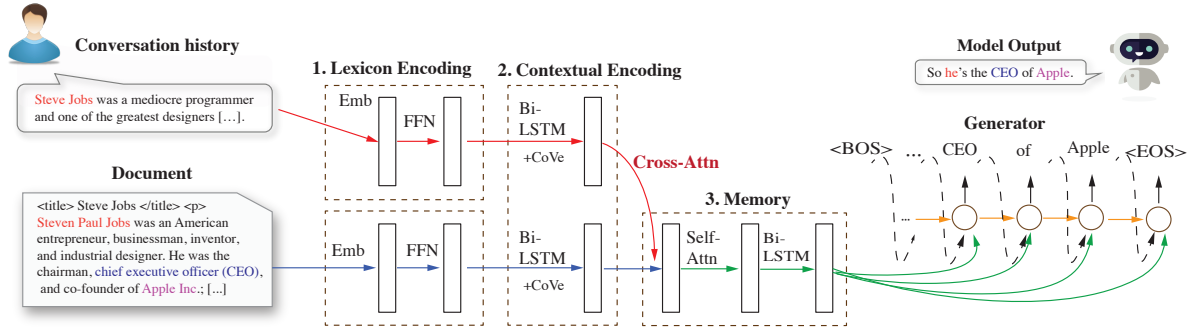 Conversation history
Steve Jobs was a mediocre programmer
and one of the greatest designers […].
Document
<title> Steve Jobs </title> <p>
Steven Paul Jobs was an American
entrepreneur, businessman, inventor,
and industrial designer. He was the
chairman, chief executive officer (CEO),
and co-founder of Apple Inc.; [...]
1. Lexicon Encoding
Emb
FFN
Emb
FFN
2. Contextual Encoding
Bi-
LSTM
+CoVe
Bi-
LSTM
+CoVe
Cross-Attn
3. Memory
Self-
Attn
Bi-
LSTM
Model Output
So he's the CEO of Apple.
Generator
<BOS> ... CEO of Apple <EOS>
...